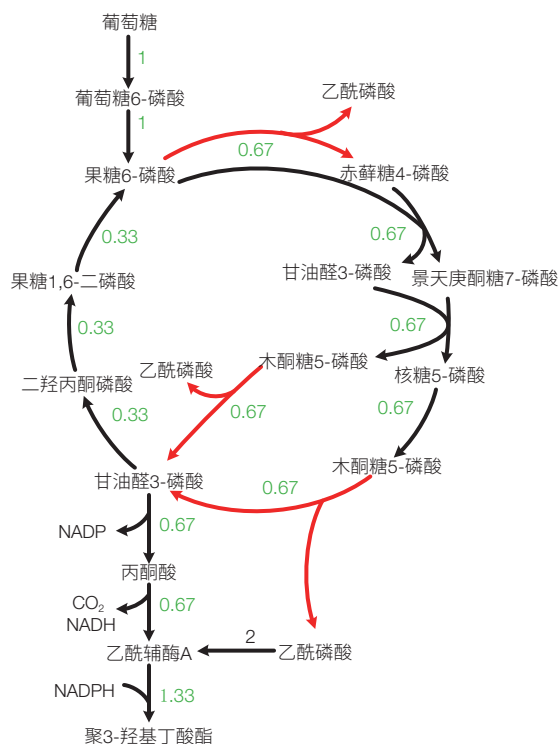 葡萄糖
1
葡萄糖6-磷酸
1
乙酰磷酸
0.67
果糖6-磷酸
赤藓糖4-磷酸
0.33
0.67
甘油醛3-磷酸
景天庚酮糖7-磷酸
果糖1,6-二磷酸
0.33
0.67
乙酰磷酸
木酮糖5-磷酸
核糖5-磷酸
二羟丙酮磷酸
0.33
0.67
0.67
木酮糖5-磷酸
甘油醛3-磷酸
0.67
NADP
0.67
丙酮酸
CO₂
NADH
0.67
乙酰辅酶A
2
乙酰磷酸
NADPH
1.33
聚3-羟基丁酸酯